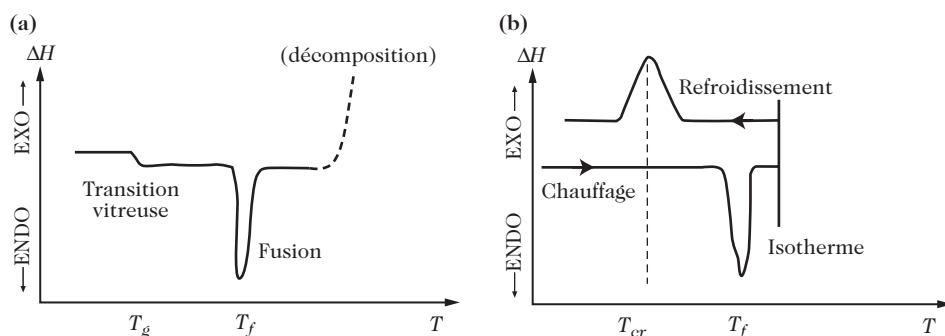 (a)
ΔH
(décomposition)
← ENDO EXO →
Transition
vitreuse
Fusion
T_g
T_f
T
(b)
ΔH
Refroidissement
← ENDO EXO →
Chauffage
Isotherme
T_cr
T_f
T